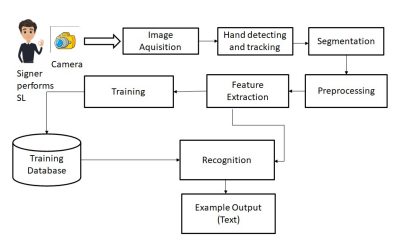 Signer
performs
SL
Camera
Image
Aquisition
Hand detecting
and tracking
Segmentation
Preprocessing
Feature
Extraction
Training
Training
Database
Recognition
Example Output
(Text)